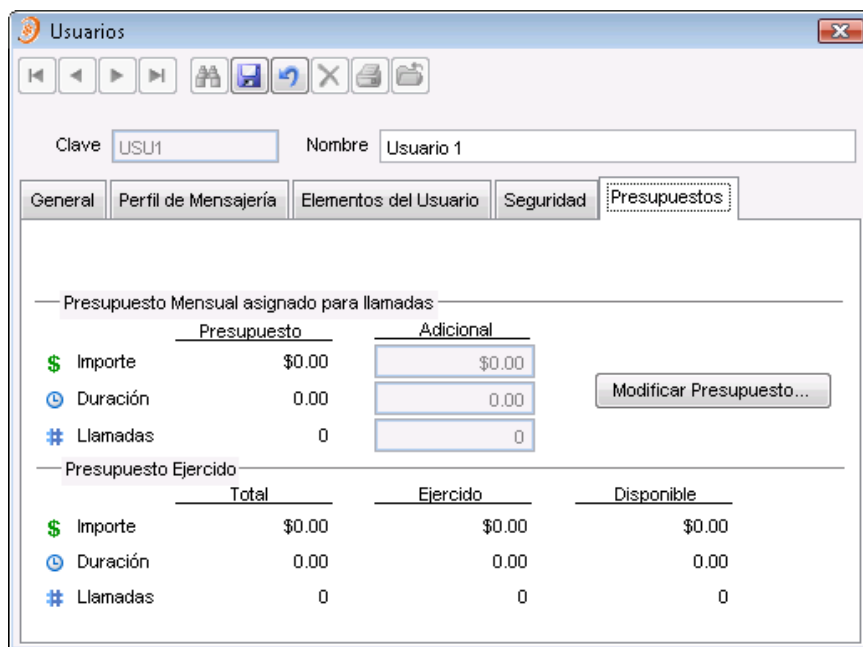 Usuarios
Clave USU1 Nombre Usuario 1
General Perfil de Mensajería Elementos del Usuario Seguridad Presupuestos
Presupuesto Mensual asignado para llamadas
Presupuesto Adicional
$ Importe $0.00 $0.00
Duración 0.00 0.00 Modificar Presupuesto...
# Llamadas 0 0
Presupuesto Ejercido
Total Ejercido Disponible
$ Importe $0.00 $0.00 $0.00
Duración 0.00 0.00 0.00
# Llamadas 0 0 0